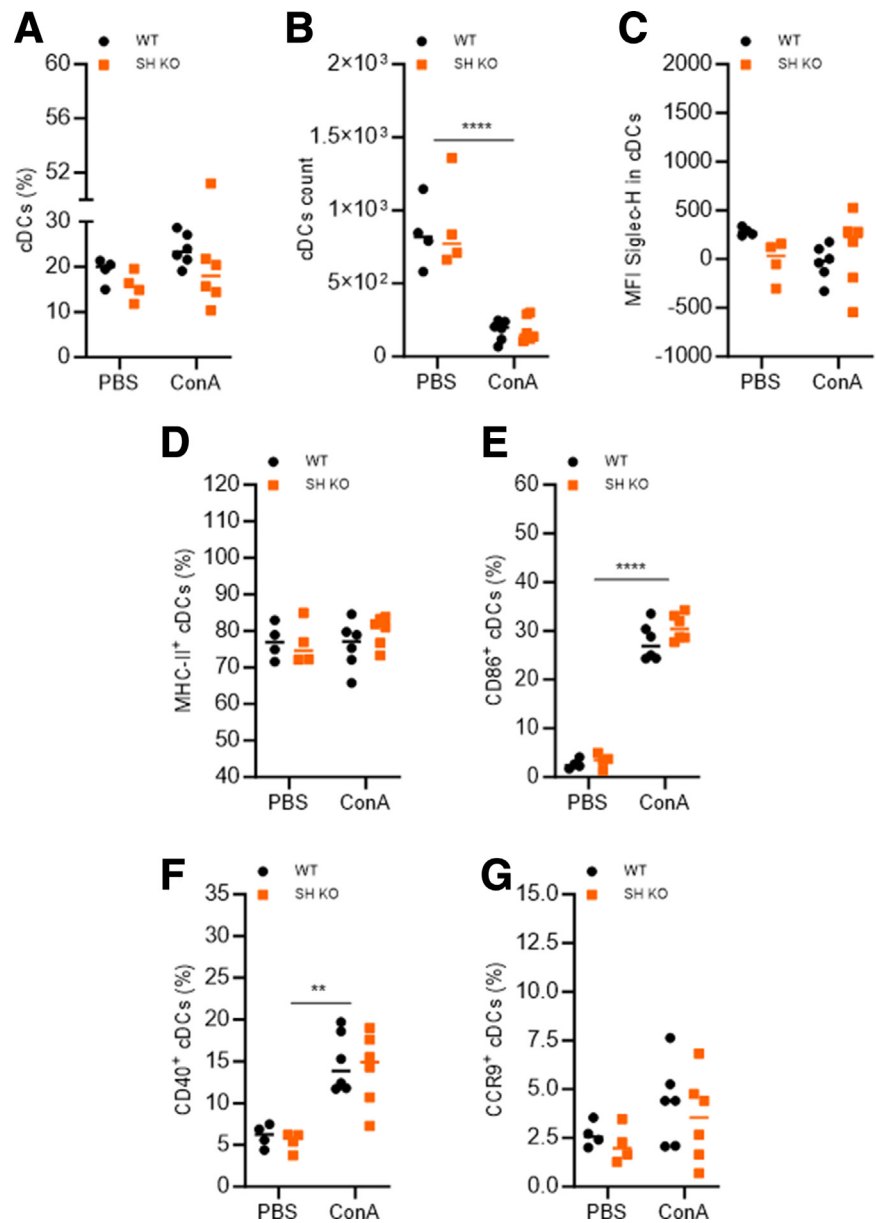 A
WT
SH KO
cDCs (%)
60
56
52
30
20
10
0
PBS ConA
B
WT
SH KO
cDCs count
2×10³
1.5×10³
1×10³
5×10²
0
****
PBS ConA
C
WT
SH KO
MFI Siglec-H in cDCs
2000
1500
1000
500
0
-500
-1000
PBS ConA
D
WT
SH KO
MHC-II⁺ cDCs (%)
120
100
90
80
70
60
50
40
PBS ConA
E
WT
SH KO
CD86⁺ cDCs (%)
60
50
40
30
20
10
0
****
PBS ConA
F
WT
SH KO
CD40⁺ cDCs (%)
35
30
25
20
15
10
5
0
**
PBS ConA
G
WT
SH KO
CCR9⁺ cDCs (%)
15.0
12.5
10.0
7.5
5.0
2.5
0.0
PBS ConA